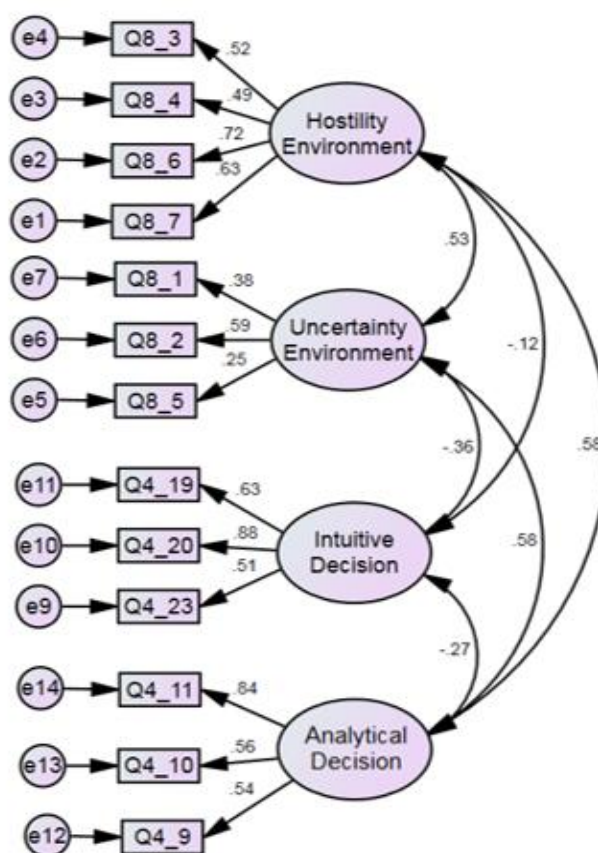 e4 Q8_3 .52
e3 Q8_4 .49
Hostility
Environment
e2 Q8_6 .72
.63
e1 Q8_7
.53
e7 Q8_1 .38
e6 Q8_2 .59
Uncertainty
Environment
-.12
e5 Q8_5 .25
.58
-.36
e11 Q4_19 .63
e10 Q4_20 .88
Intuitive
Decision
.58
e9 Q4_23 .51
-.27
e14 Q4_11 .84
Analytical
Decision
e13 Q4_10 .56
.54
e12 Q4_9